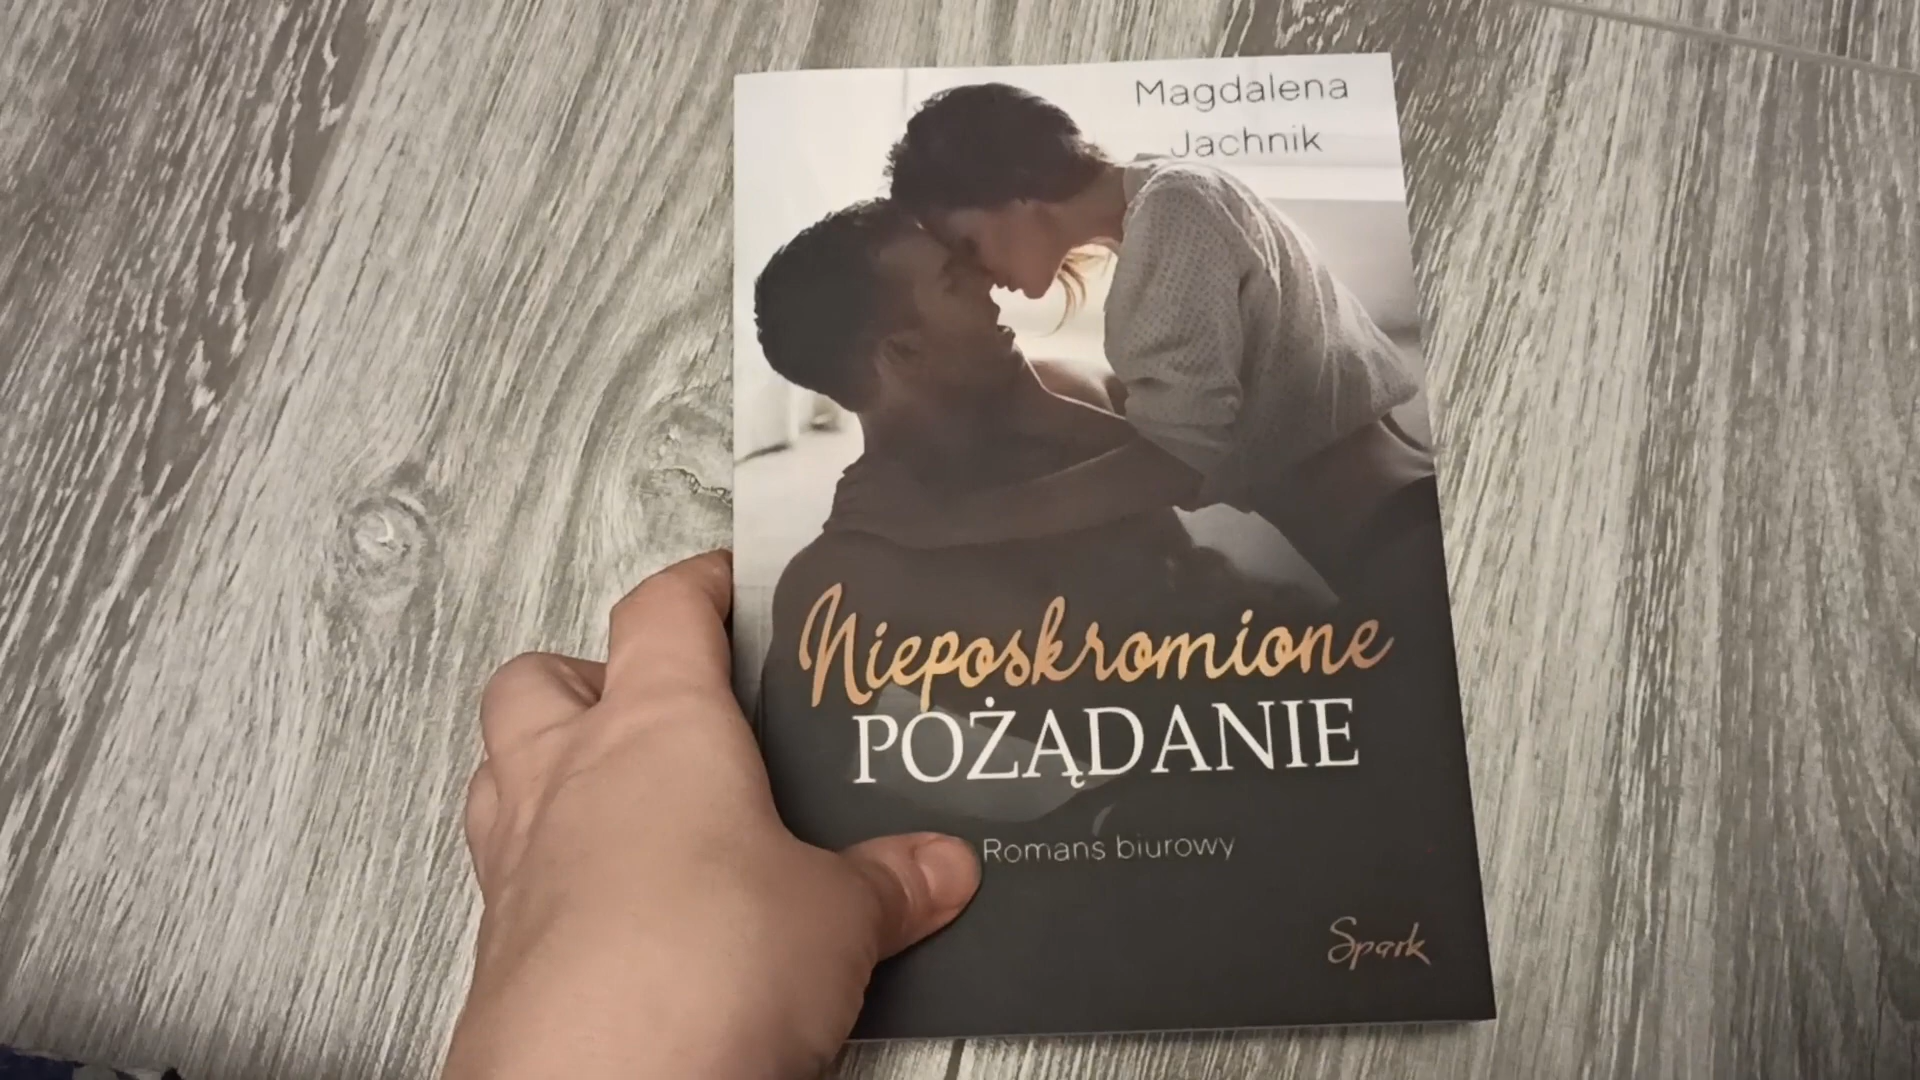 Magdalena
Jachnik
Nieposkromione
POŻĄDANIE
Romans biurowy
Spark